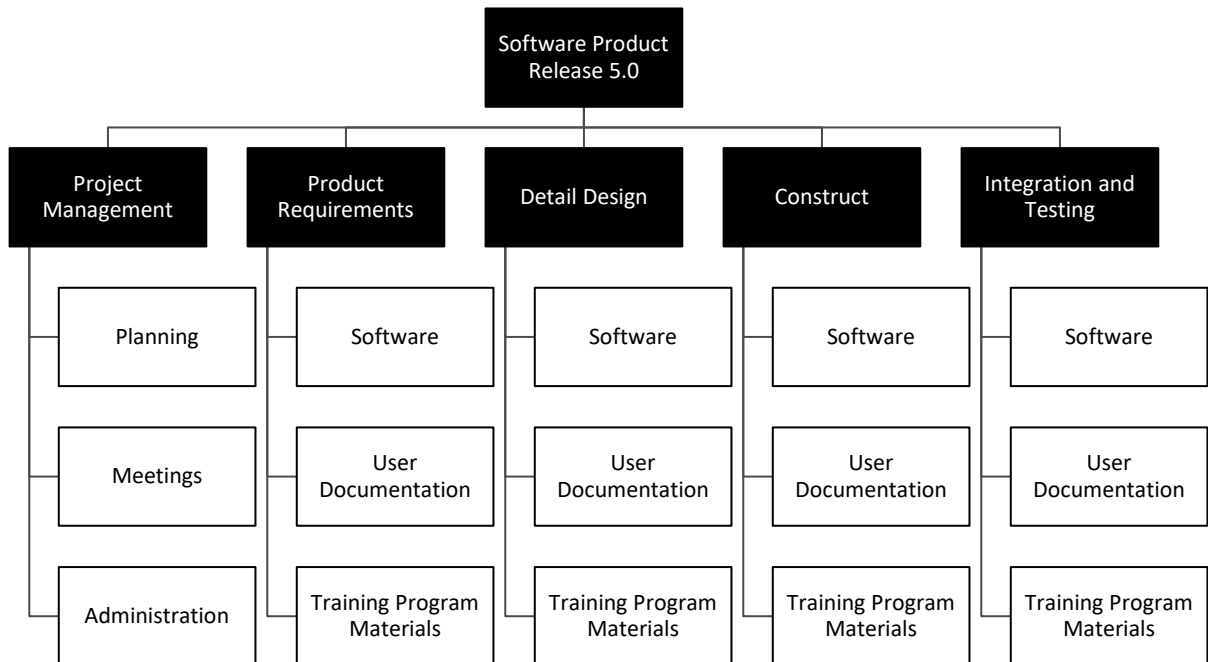 Software Product
Release 5.0
Project
Management
Product
Requirements
Detail Design
Construct
Integration and
Testing
Planning
Software
Software
Software
Software
Meetings
User
Documentation
User
Documentation
User
Documentation
User
Documentation
Administration
Training Program
Materials
Training Program
Materials
Training Program
Materials
Training Program
Materials